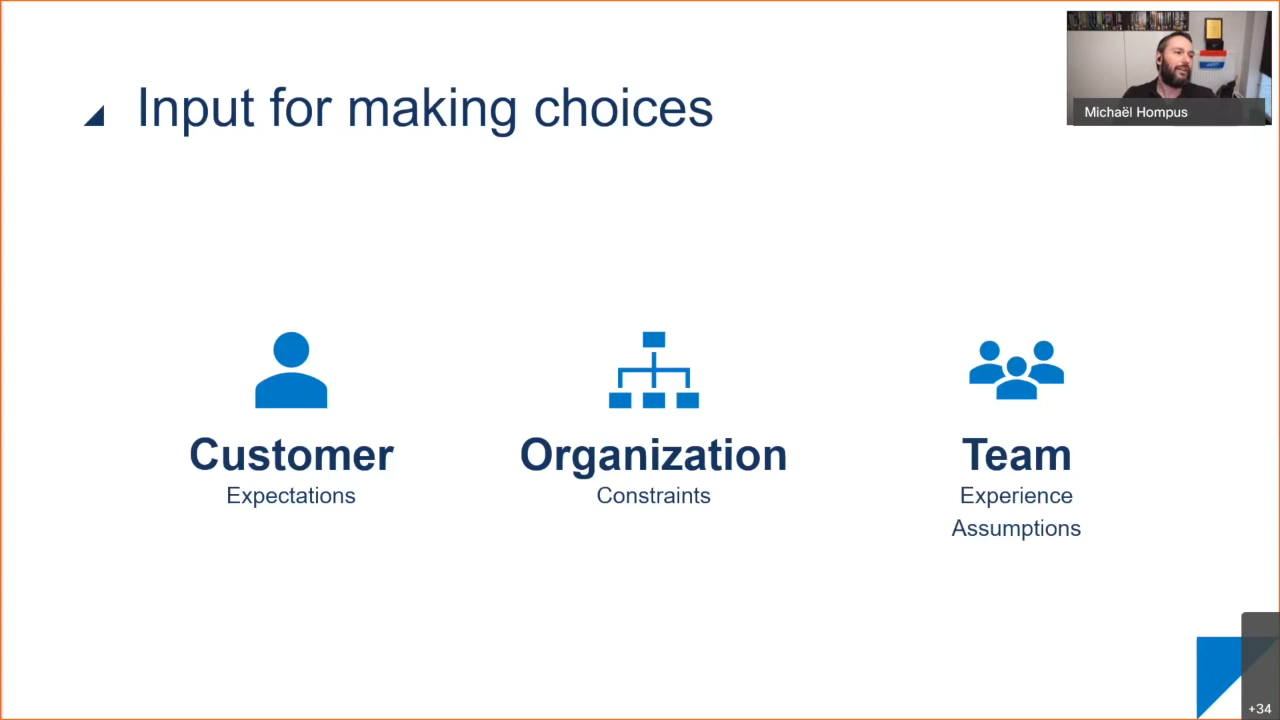 Input for making choices
Michaël Hompus
Customer
Expectations
Organization
Constraints
Team
Experience
Assumptions
+34